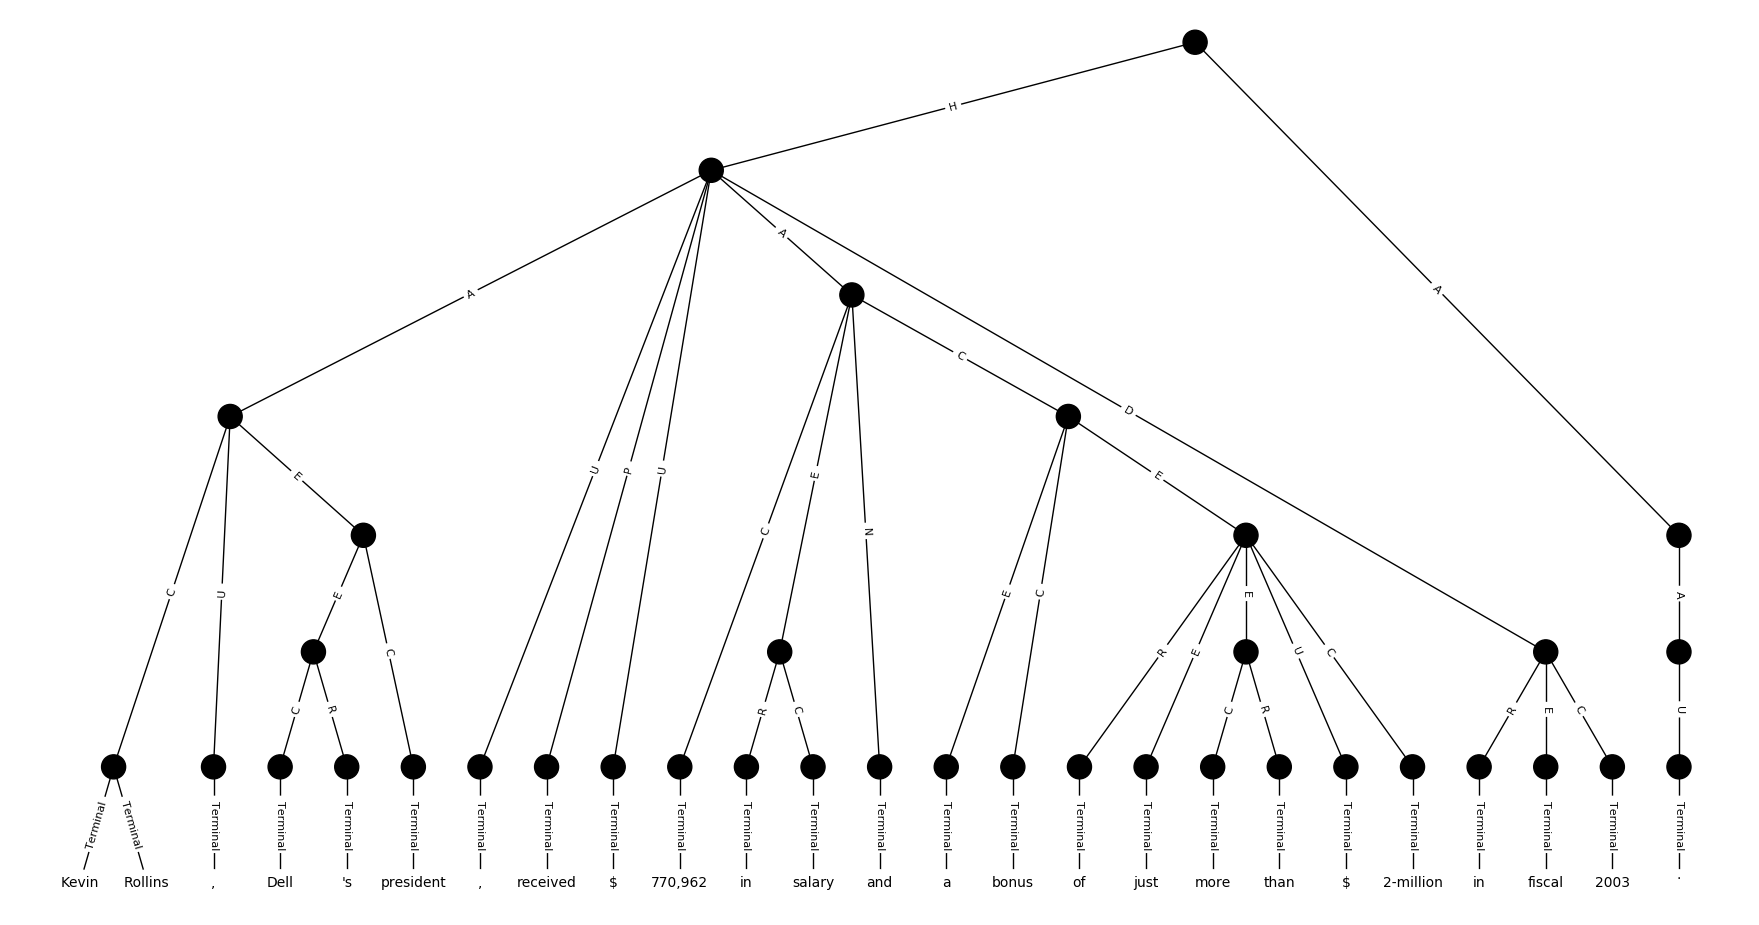 H
A
A
C
A
D
U
P
U
E
E
E
C
N
C
U
E
C
E
C
R
E
E
U
C
A
C
R
R
C
C
R
R
E
C
U
Terminal Terminal Terminal Terminal Terminal Terminal Terminal Terminal Terminal Terminal Terminal Terminal Terminal Terminal Terminal Terminal Terminal Terminal Terminal Terminal Terminal Terminal Terminal Terminal Terminal
Kevin Rollins , Dell 's president , received $ 770,962 in salary and a bonus of just more than $ 2-million in fiscal 2003 .